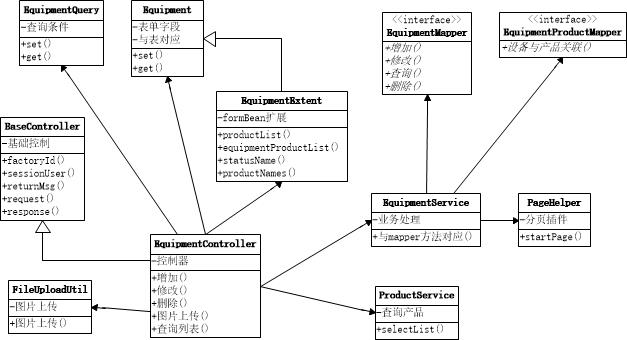 EquipmentQuery
-查询条件
+set()
+get()
Equipment
-表单字段
-与表对应
+set()
+get()
<<interface>>
EquipmentMapper
+增加()
+修改()
+查询()
+删除()
<<interface>>
EquipmentProductMapper
+设备与产品关联()
EquipmentExtent
-formBean扩展
+productList()
+equipmentProductList()
+statusName()
+productNames()
BaseController
-基础控制
+factoryId()
+sessionUser()
+returnMsg()
+request()
+response()
EquipmentService
-业务处理
+与mapper方法对应()
PageHelper
-分页插件
+startPage()
EquipmentController
-控制器
+增加()
+修改()
+删除()
+图片上传()
+查询列表()
FileUploadUtil
-图片上传
+图片上传()
ProductService
-查询产品
+selectList()